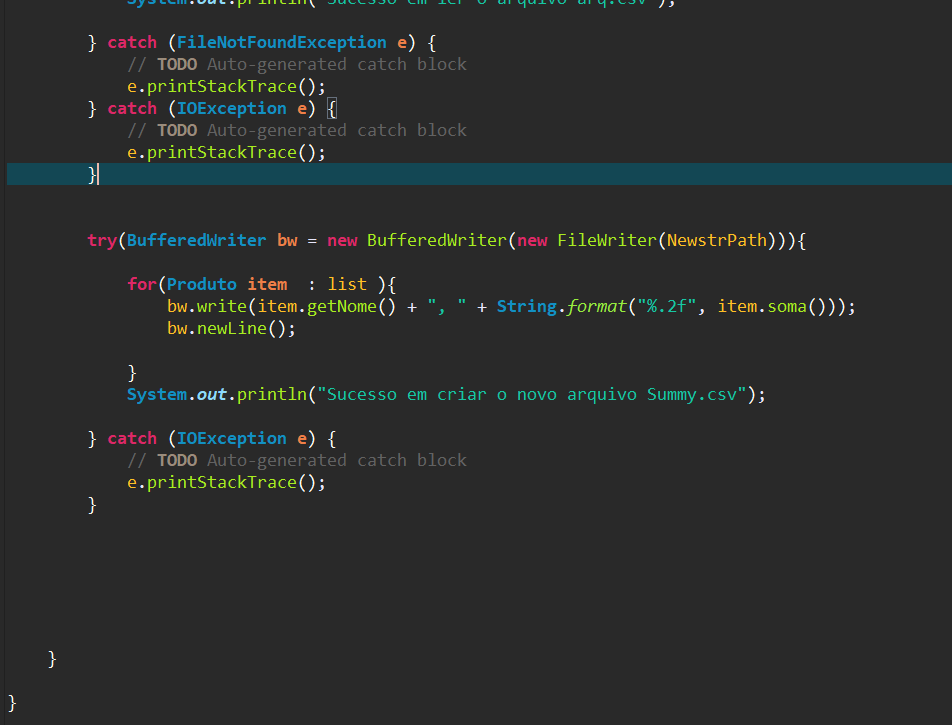 System.out.println("Sucesso em ler o arquivo arq.csv");
} catch (FileNotFoundException e) {
// TODO Auto-generated catch block
e.printStackTrace();
} catch (IOException e) {
// TODO Auto-generated catch block
e.printStackTrace();
}
try(BufferedWriter bw = new BufferedWriter(new FileWriter(NewstrPath))){
for(Produto item  : list ){
bw.write(item.getNome() + ", " + String.format("%.2f", item.soma()));
bw.newLine();
}
System.out.println("Sucesso em criar o novo arquivo Summy.csv");
} catch (IOException e) {
// TODO Auto-generated catch block
e.printStackTrace();
}
}
}